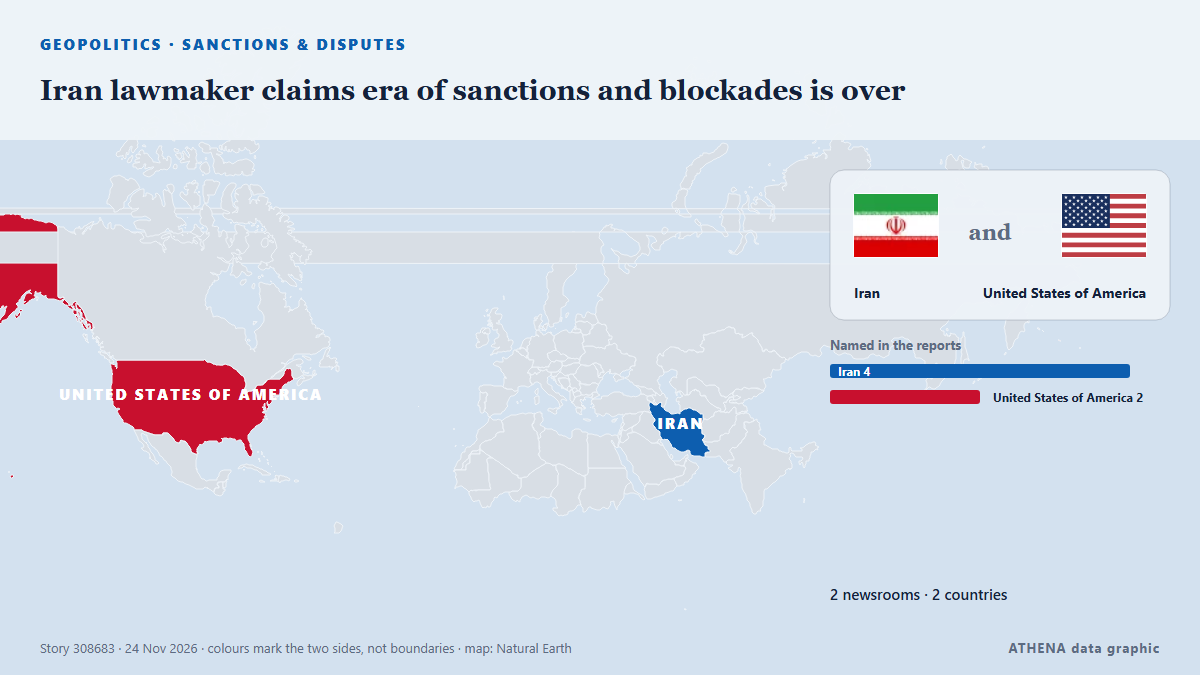 GEOPOLITICS · SANCTIONS & DISPUTES
Iran lawmaker claims era of sanctions and blockades is over
and
Iran
United States of America
Named in the reports
Iran 4
United States of America 2
UNITED STATES OF AMERICA
IRAN
2 newsrooms · 2 countries
Story 308683 · 24 Nov 2026 · colours mark the two sides, not boundaries · map: Natural Earth
ATHENA data graphic